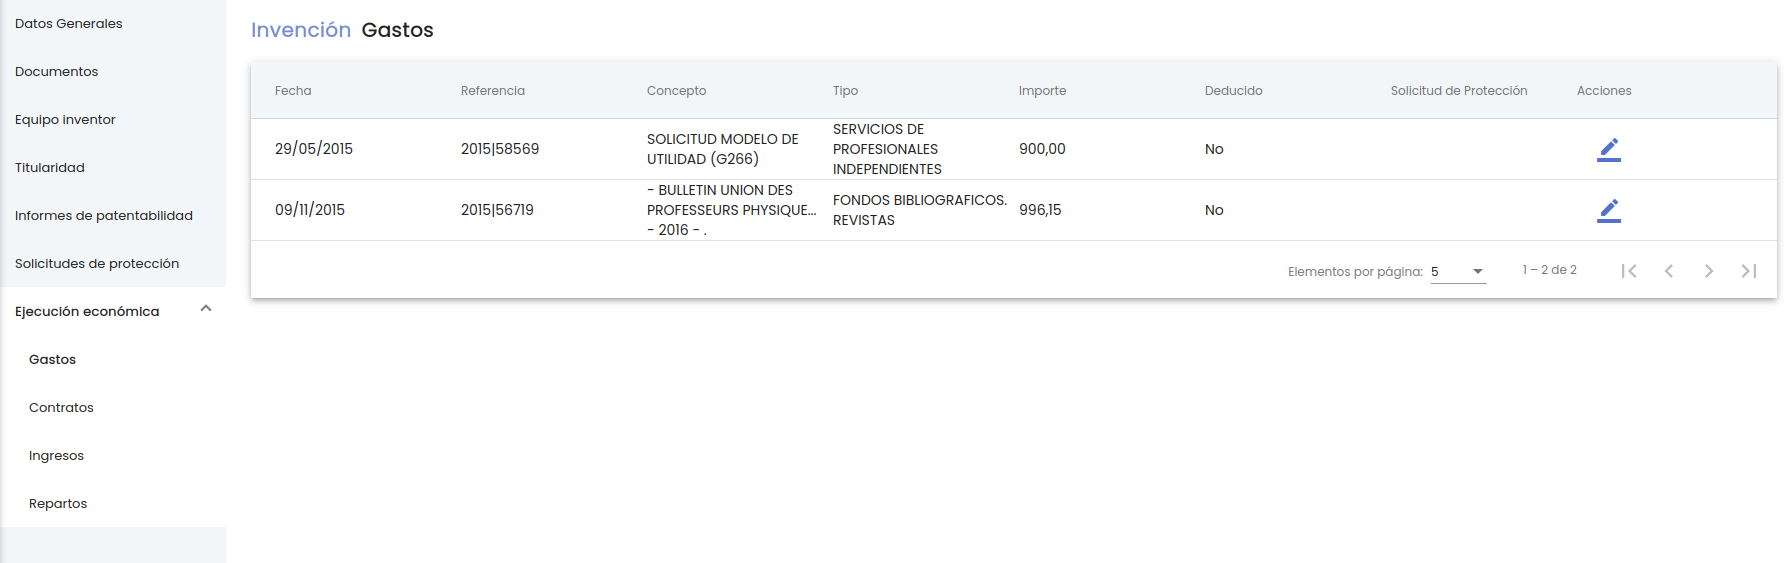 Datos Generales
Documentos
Equipo inventor
Titularidad
Informes de patentabilidad
Solicitudes de protección
Ejecución económica
Gastos
Contratos
Ingresos
Repartos
Invención Gastos
Fecha Referencia Concepto Tipo Importe Deducido Solicitud de Protección Acciones
29/05/2015 2015|58569 SOLICITUD MODELO DE UTILIDAD (G266) SERVICIOS DE PROFESIONALES INDEPENDIENTES 900,00 No
09/11/2015 2015|56719 - BULLETIN UNION DES PROFESSEURS PHYSIQUE... - 2016 - . FONDOS BIBLIOGRAFICOS. REVISTAS 996,15 No
Elementos por página: 5 1 – 2 de 2